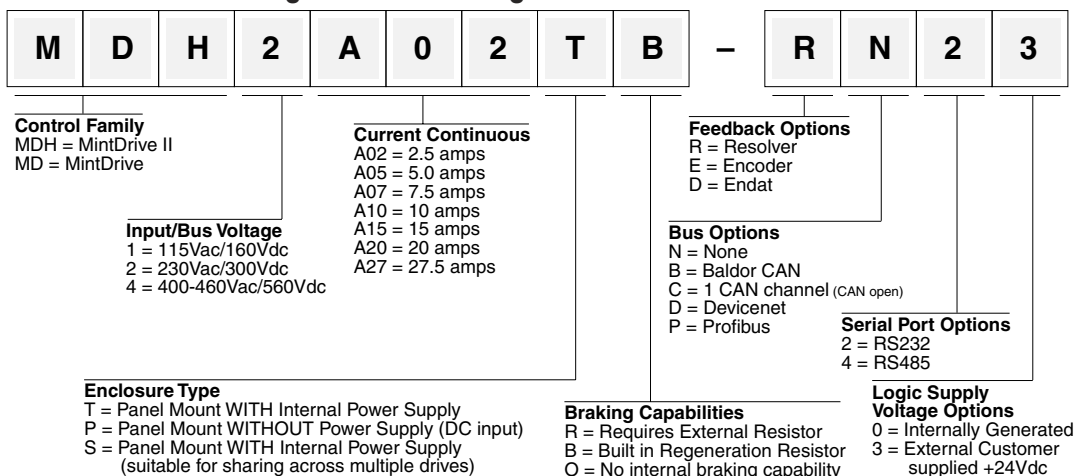 M D H 2 A 0 2 T B – R N 2 3
Control Family
MDH = MintDrive II
MD = MintDrive
Input/Bus Voltage
1 = 115Vac/160Vdc
2 = 230Vac/300Vdc
4 = 400-460Vac/560Vdc
Current Continuous
A02 = 2.5 amps
A05 = 5.0 amps
A07 = 7.5 amps
A10 = 10 amps
A15 = 15 amps
A20 = 20 amps
A27 = 27.5 amps
Feedback Options
R = Resolver
E = Encoder
D = Endat
Bus Options
N = None
B = Baldor CAN
C = 1 CAN channel (CAN open)
D = Devicenet
P = Profibus
Serial Port Options
2 = RS232
4 = RS485
Enclosure Type
T = Panel Mount WITH Internal Power Supply
P = Panel Mount WITHOUT Power Supply (DC input)
S = Panel Mount WITH Internal Power Supply
(suitable for sharing across multiple drives)
Braking Capabilities
R = Requires External Resistor
B = Built in Regeneration Resistor
O = No internal braking capability
Logic Supply
Voltage Options
0 = Internally Generated
3 = External Customer
supplied +24Vdc